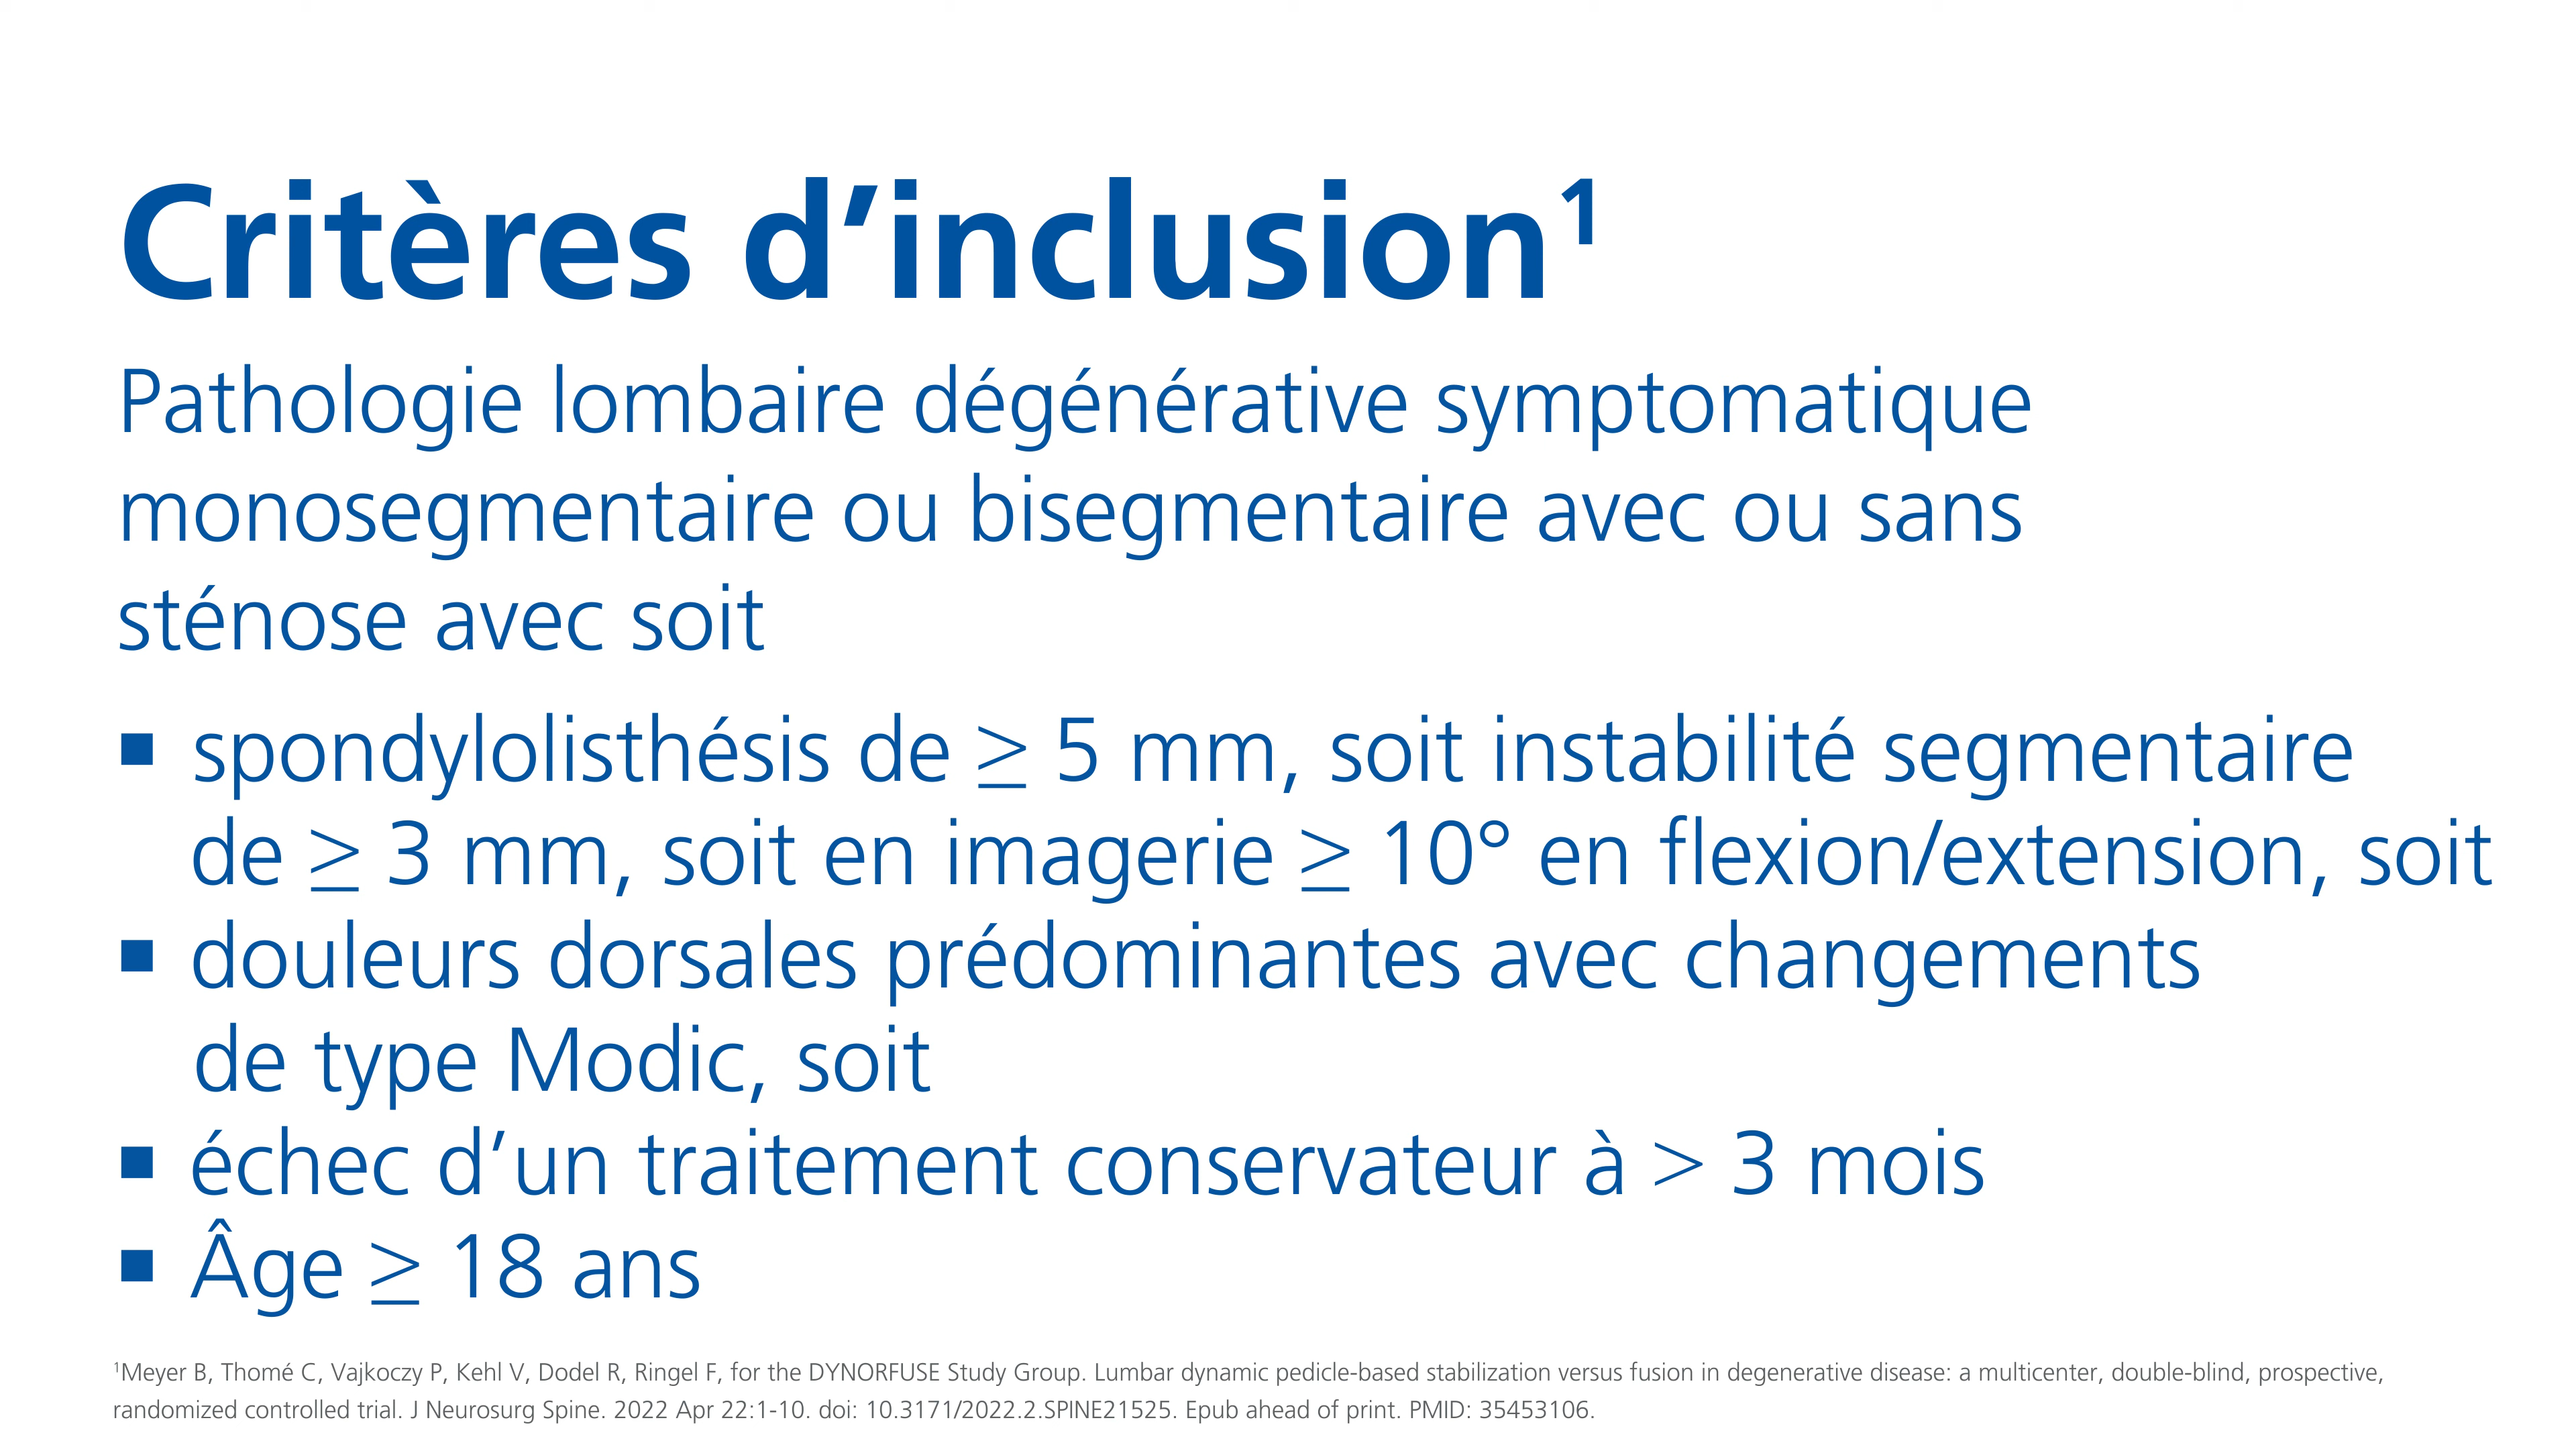 Critères d’inclusion¹
Pathologie lombaire dégénérative symptomatique
monosegmentaire ou bisegmentaire avec ou sans
sténose avec soit
▪ spondylolisthésis de ≥ 5 mm, soit instabilité segmentaire
de ≥ 3 mm, soit en imagerie ≥ 10° en flexion/extension, soit
▪ douleurs dorsales prédominantes avec changements
de type Modic, soit
▪ échec d’un traitement conservateur à > 3 mois
▪ Âge ≥ 18 ans
¹Meyer B, Thomé C, Vajkoczy P, Kehl V, Dodel R, Ringel F, for the DYNORFUSE Study Group. Lumbar dynamic pedicle-based stabilization versus fusion in degenerative disease: a multicenter, double-blind, prospective,
randomized controlled trial. J Neurosurg Spine. 2022 Apr 22:1-10. doi: 10.3171/2022.2.SPINE21525. Epub ahead of print. PMID: 35453106.